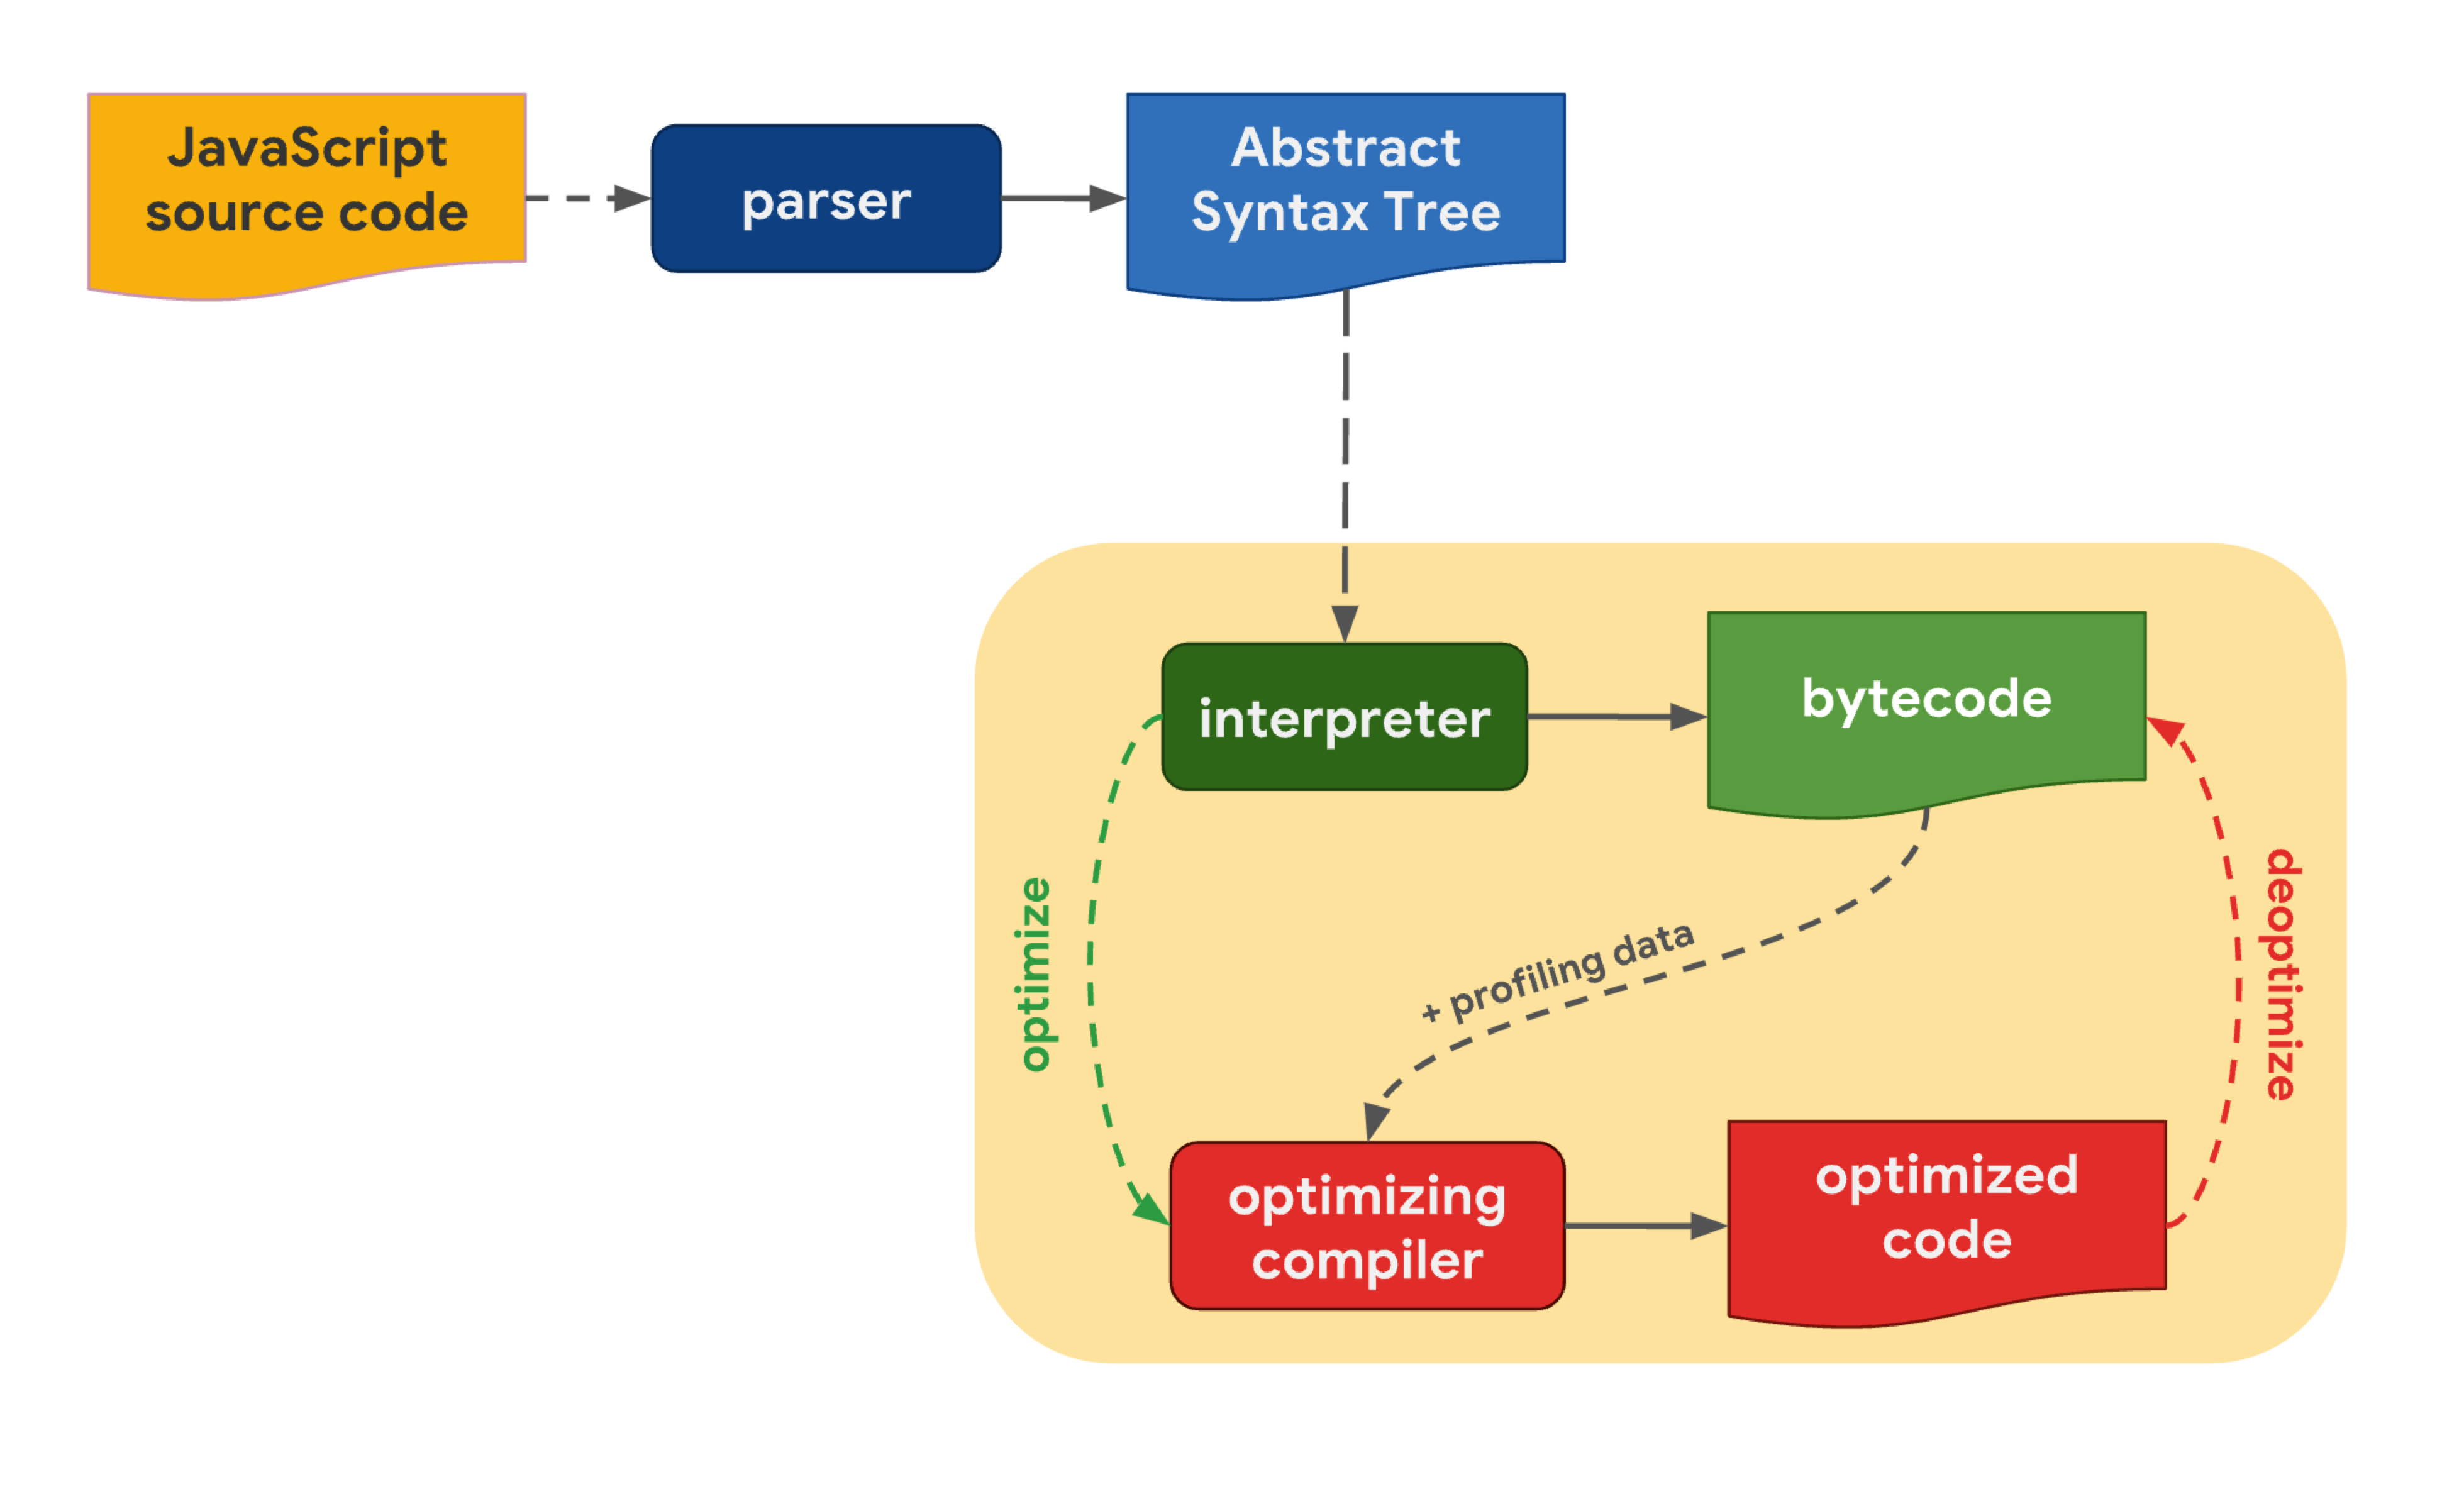 JavaScript
source code
parser
Abstract
Syntax Tree
interpreter
bytecode
optimize
+ profiling data
deoptimize
optimizing
compiler
optimized
code